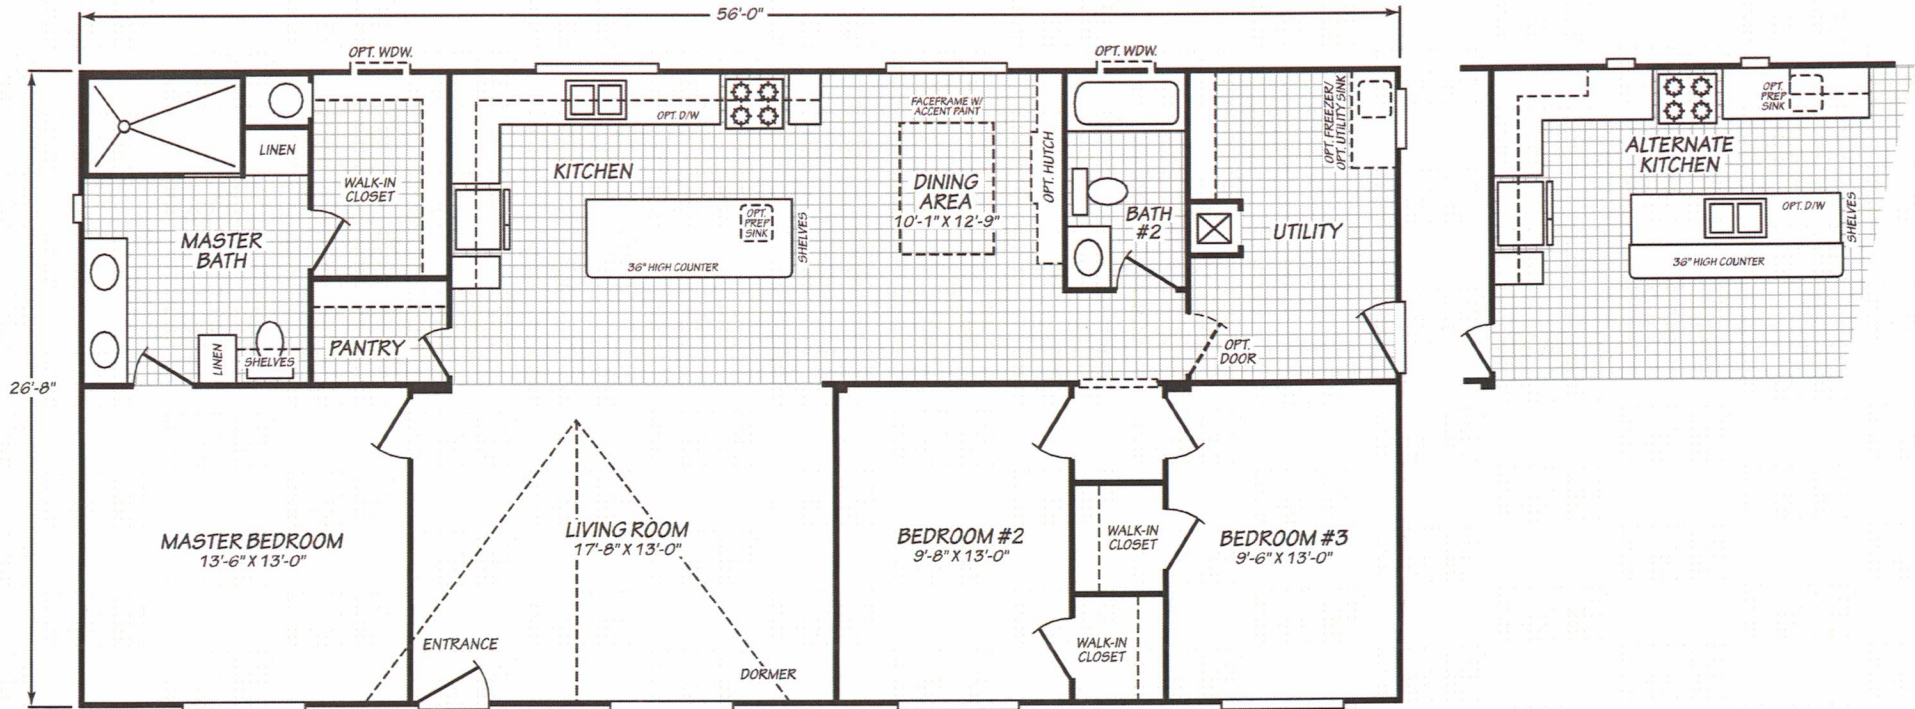 56'-0"
OPT. WDW.
OPT. WDW.
26'-8"
LINEN
WALK-IN
CLOSET
MASTER
BATH
LINEN
SHELVES
PANTRY
OPT. D/W
KITCHEN
OPT.
PREP
SINK
SHELVES
36" HIGH COUNTER
FACEFRAME W/
ACCENT PAINT
DINING
AREA
10'-1" X 12'-9"
OPT. HUTCH
BATH
#2
OPT. FREEZER/
OPT. UTILITY SINK
UTILITY
OPT.
DOOR
MASTER BEDROOM
13'-6" X 13'-0"
LIVING ROOM
17'-8" X 13'-0"
ENTRANCE
DORMER
BEDROOM #2
9'-8" X 13'-0"
WALK-IN
CLOSET
WALK-IN
CLOSET
BEDROOM #3
9'-6" X 13'-0"
OPT.
PREP
SINK
ALTERNATE
KITCHEN
OPT. D/W
SHELVES
36" HIGH COUNTER